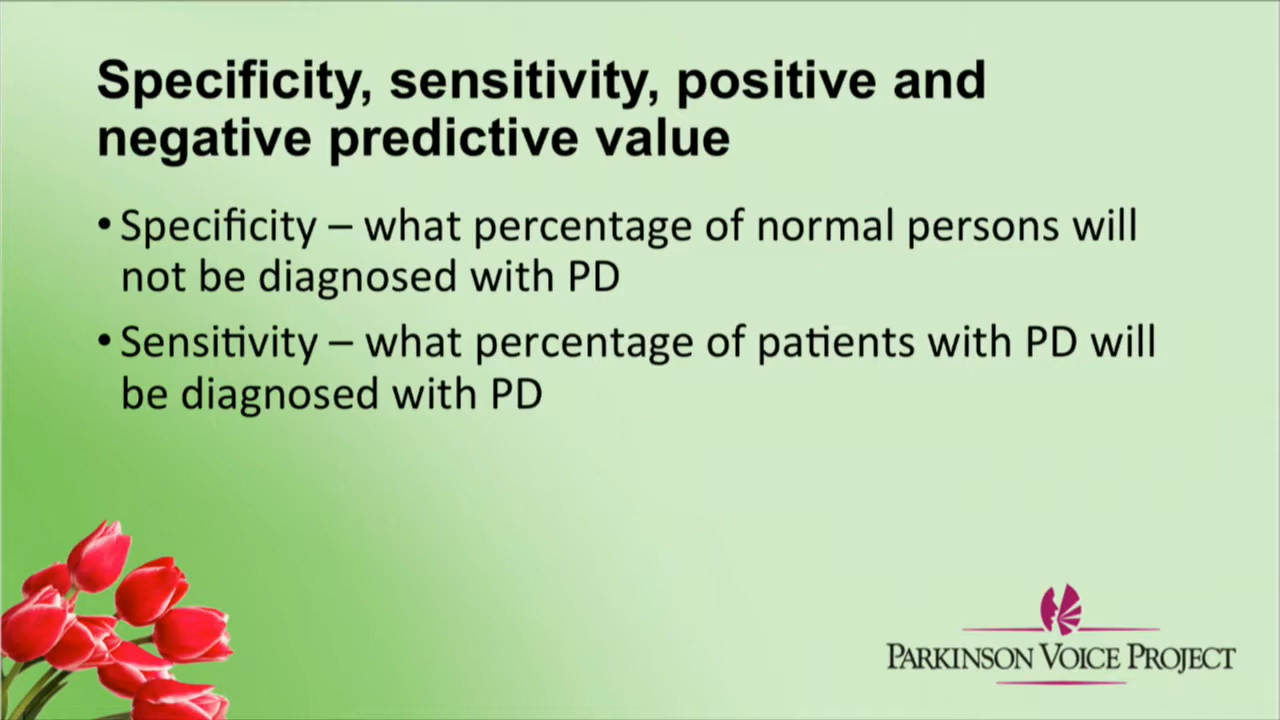 Specificity, sensitivity, positive and
negative predictive value
• Specificity – what percentage of normal persons will
not be diagnosed with PD
• Sensitivity – what percentage of patients with PD will
be diagnosed with PD
PARKINSON VOICE PROJECT